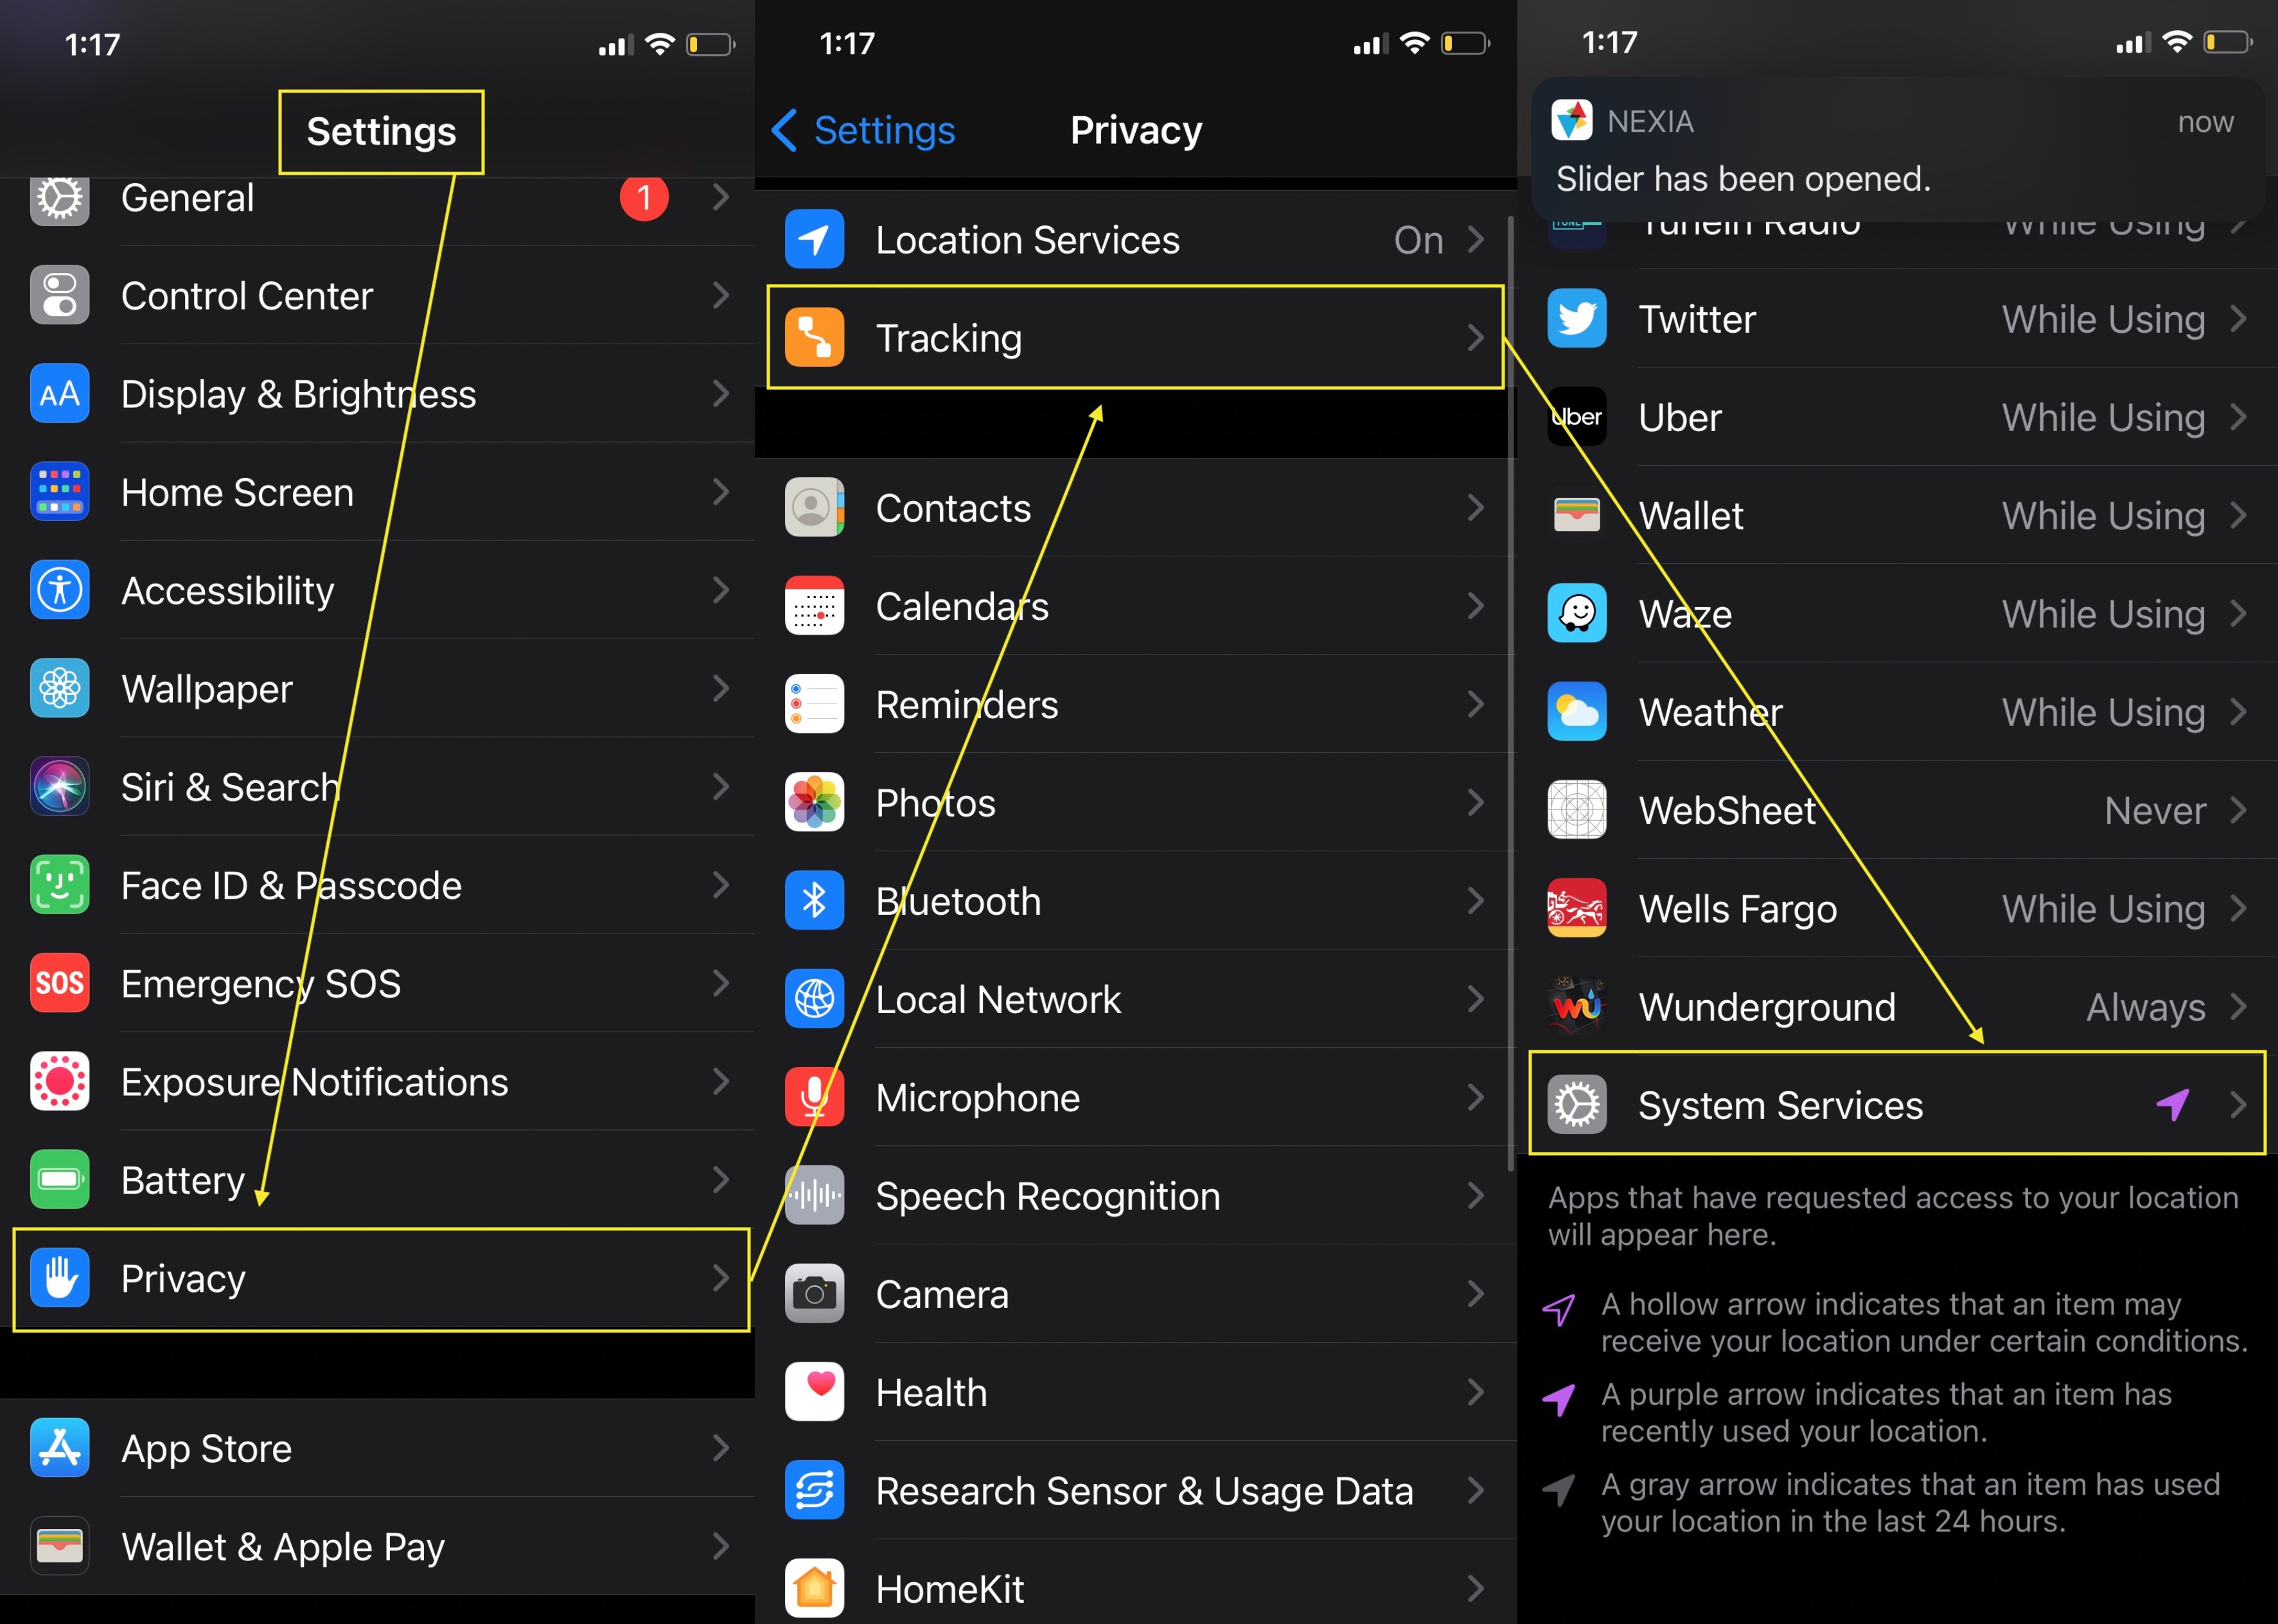 1:17
Settings
General
1
Control Center
AA
Display & Brightness
Home Screen
Accessibility
Wallpaper
Siri & Search
Face ID & Passcode
SOS
Emergency SOS
Exposure Notifications
Battery
Privacy
App Store
Wallet & Apple Pay
1:17
Settings
Privacy
Location Services
On
Tracking
Contacts
Calendars
Reminders
Photos
Bluetooth
Local Network
Microphone
Speech Recognition
Camera
Health
Research Sensor & Usage Data
HomeKit
1:17
NEXIA
now
Slider has been opened.
TUNE
TuneIn Radio
While Using
Twitter
While Using
Uber
Uber
While Using
Wallet
While Using
Waze
While Using
Weather
While Using
WebSheet
Never
Wells Fargo
While Using
wu
Wunderground
Always
System Services
Apps that have requested access to your location
will appear here.
A hollow arrow indicates that an item may
receive your location under certain conditions.
A purple arrow indicates that an item has
recently used your location.
A gray arrow indicates that an item has used
your location in the last 24 hours.